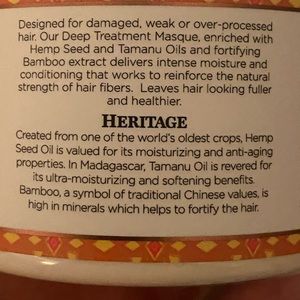 Designed for damaged, weak or over-processed
hair. Our Deep Treatment Masque, enriched with
Hemp Seed and Tamanu Oils and fortifying
Bamboo extract delivers intense moisture and
conditioning that works to reinforce the natural
strength of hair fibers.  Leaves hair looking fuller
and healthier.
HERITAGE
Created from one of the world's oldest crops, Hemp
Seed Oil is valued for its moisturizing and anti-aging
properties. In Madagascar, Tamanu Oil is revered for
its ultra-moisturizing and softening benefits.
Bamboo, a symbol of traditional Chinese values, is
high in minerals which helps to fortify the hair.